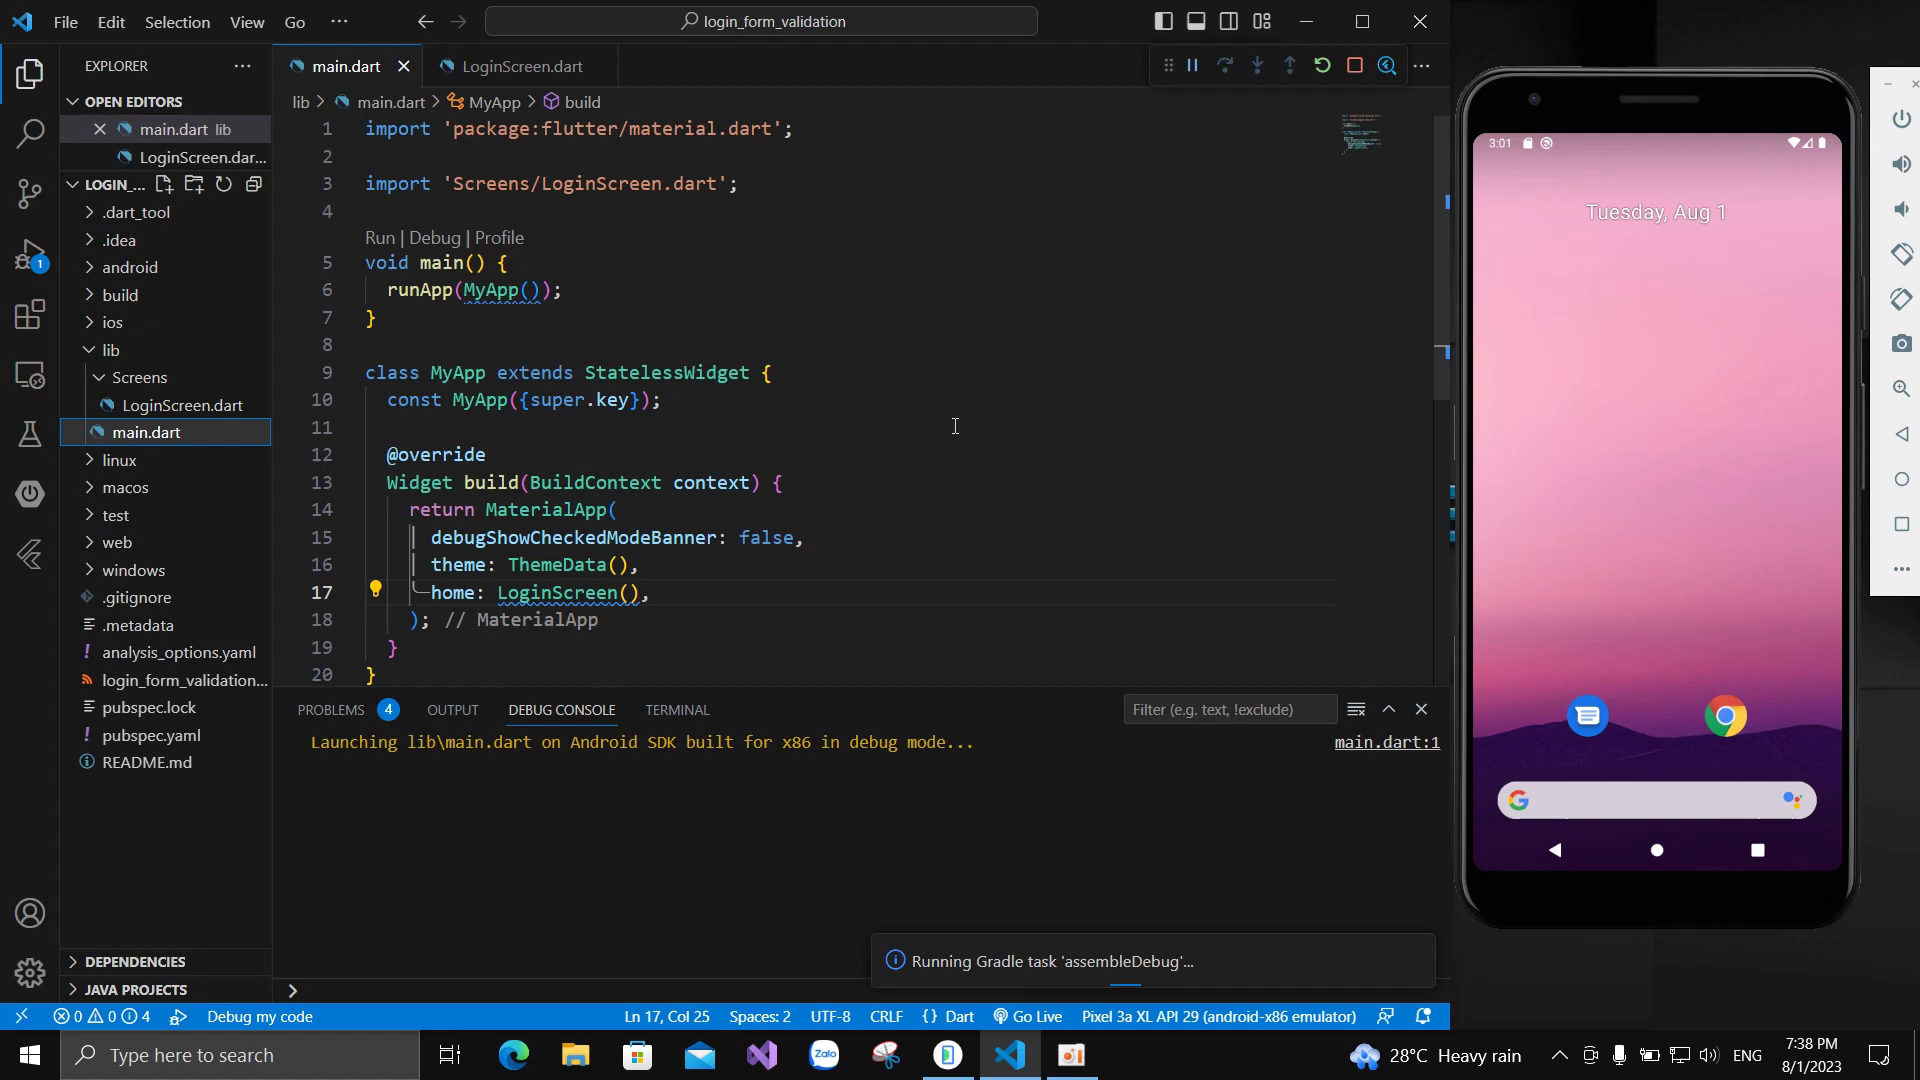 File Edit Selection View Go ···
login_form_validation
EXPLORER
OPEN EDITORS
main.dart lib
LoginScreen.dar...
LOGIN_...
.dart_tool
.idea
android
build
ios
lib
Screens
LoginScreen.dart
main.dart
linux
macos
test
web
windows
.gitignore
.metadata
analysis_options.yaml
login_form_validation...
pubspec.lock
pubspec.yaml
README.md
DEPENDENCIES
JAVA PROJECTS
1
main.dart LoginScreen.dart
lib > main.dart > MyApp > build
1 import 'package:flutter/material.dart';
2
3 import 'Screens/LoginScreen.dart';
4
Run | Debug | Profile
5 void main() {
6 runApp(MyApp());
7 }
8
9 class MyApp extends StatelessWidget {
10 const MyApp({super.key});
11
12 @override
13 Widget build(BuildContext context) {
14 return MaterialApp(
15 debugShowCheckedModeBanner: false,
16 theme: ThemeData(),
17 home: LoginScreen(),
18 ); // MaterialApp
19 }
20 }
PROBLEMS 4 OUTPUT DEBUG CONSOLE TERMINAL
Filter (e.g. text, !exclude)
Launching lib\main.dart on Android SDK built for x86 in debug mode...
main.dart:1
Running Gradle task 'assembleDebug'...
0 0 4 Debug my code
Ln 17, Col 25 Spaces: 2 UTF-8 CRLF {} Dart Go Live Pixel 3a XL API 29 (android-x86 emulator)
3:01
Tuesday, Aug 1
Type here to search
Zalo
28°C Heavy rain
ENG
7:38 PM
8/1/2023